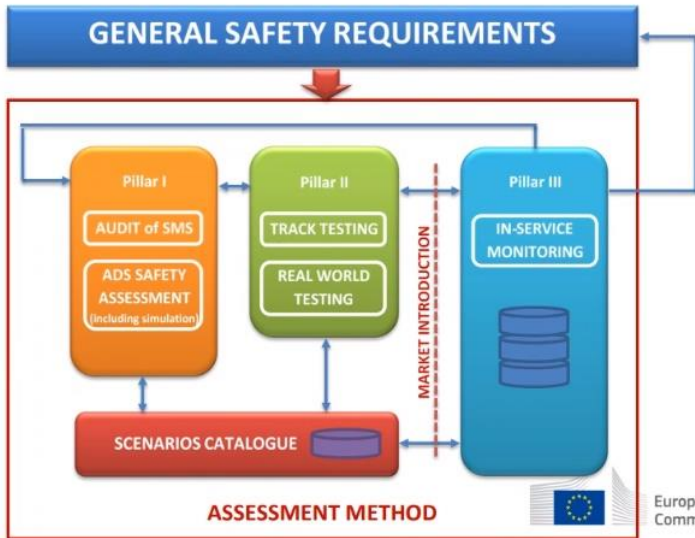 GENERAL SAFETY REQUIREMENTS
Pillar I
AUDIT of SMS
ADS SAFETY
ASSESSMENT
(including simulation)
Pillar II
TRACK TESTING
REAL WORLD
TESTING
MARKET INTRODUCTION
Pillar III
IN-SERVICE
MONITORING
SCENARIOS CATALOGUE
ASSESSMENT METHOD
Europ
Comm